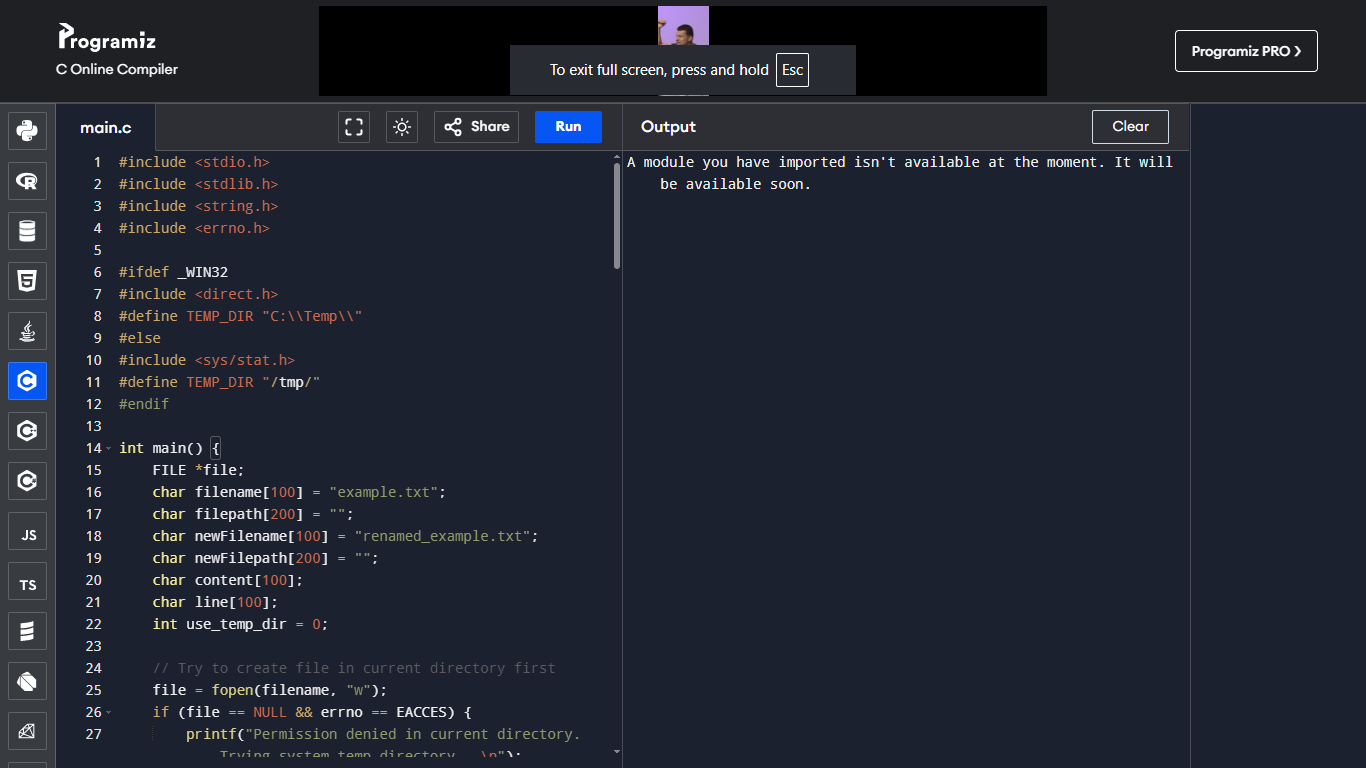 Programiz
C Online Compiler
To exit full screen, press and hold Esc
Programiz PRO >
main.c
Share
Run
Output
Clear
1 #include <stdio.h>
2 #include <stdlib.h>
3 #include <string.h>
4 #include <errno.h>
5
6 #ifdef _WIN32
7 #include <direct.h>
8 #define TEMP_DIR "C:\\Temp\\"
9 #else
10 #include <sys/stat.h>
11 #define TEMP_DIR "/tmp/"
12 #endif
13
14 int main() {
15 FILE *file;
16 char filename[100] = "example.txt";
17 char filepath[200] = "";
18 char newFilename[100] = "renamed_example.txt";
19 char newFilepath[200] = "";
20 char content[100];
21 char line[100];
22 int use_temp_dir = 0;
23
24 // Try to create file in current directory first
25 file = fopen(filename, "w");
26 if (file == NULL && errno == EACCES) {
27 printf("Permission denied in current directory.
Trying system temp directory...\n");
A module you have imported isn't available at the moment. It will
be available soon.
JS
TS